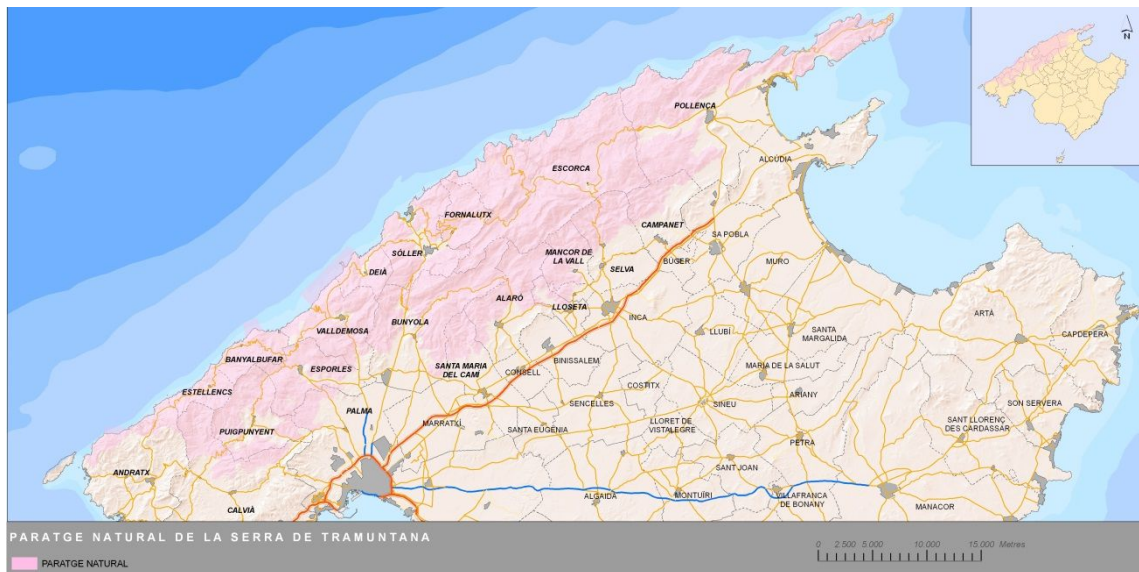 N
POLLENÇA
ALCÚDIA
ESCORCA
FORNALUTX
CAMPANET
SA POBLA
SÓLLER
MANCOR DE
LA VALL
BÚGER
MURO
DEIÀ
SELVA
ALARÓ
LLOSETA
ARTÀ
VALLDEMOSA
BUNYOLA
INCA
LLUBÍ
SANTA
MARGALIDA
CAPDEPERA
BANYALBUFAR
ESPORLES
SANTA MARIA
DEL CAMÍ
CONSELL
BINISSALEM
MARIA DE LA SALUT
ESTELLENCS
COSTITX
ARIANY
SON SERVERA
PALMA
SENCELLES
SINEU
PUIGPUNYENT
MARRATXÍ
SANTA EUGÈNIA
LLORET DE
VISTALEGRE
SANT LLORENÇ
DES CARDASSAR
PETRA
ANDRATX
SANT JOAN
CALVIÀ
ALGAIDA
MONTUÏRI
VILLAFRANCA
DE BONANY
MANACOR
PARATGE NATURAL DE LA SERRA DE TRAMUNTANA
0 2.500 5.000 10.000 15.000 Metres
PARATGE NATURAL